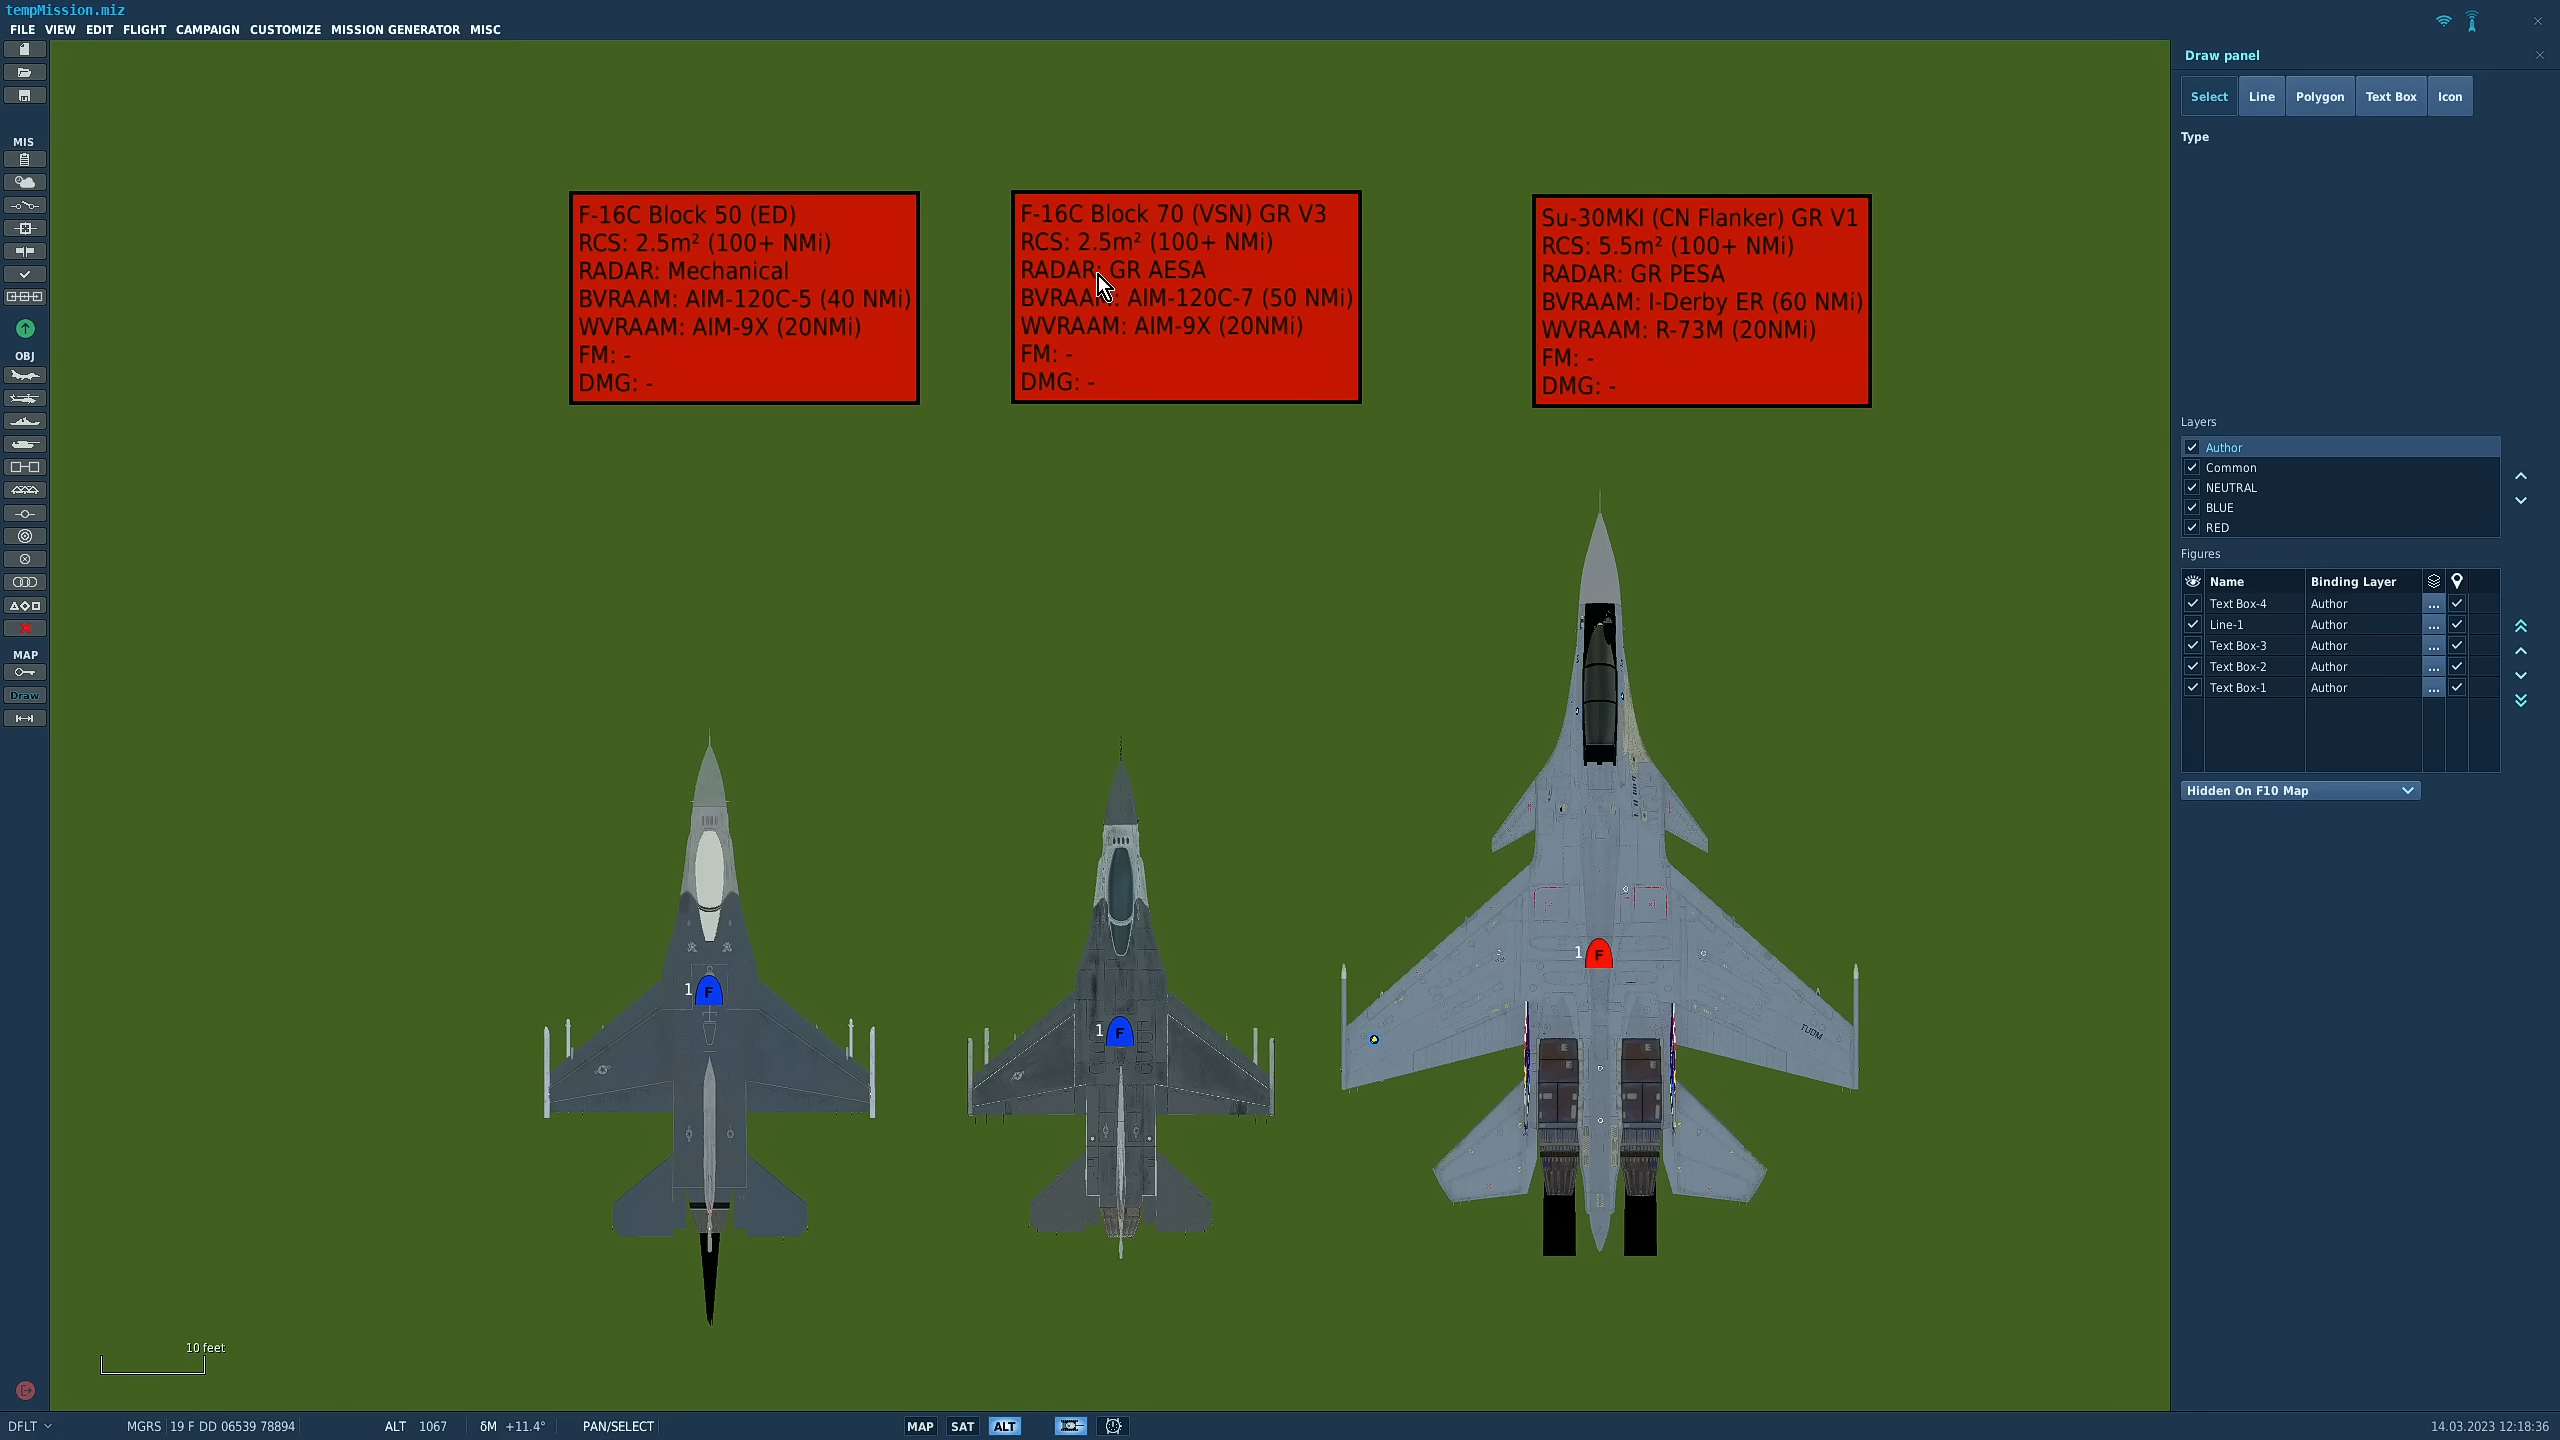 tempMission.miz
FILE VIEW EDIT FLIGHT CAMPAIGN CUSTOMIZE MISSION GENERATOR MISC
MIS
OBJ
MAP
Draw
F-16C Block 50 (ED)
RCS: 2.5m² (100+ NMi)
RADAR: Mechanical
BVRAAM: AIM-120C-5 (40 NMi)
WVRAAM: AIM-9X (20NMi)
FM: -
DMG: -
F-16C Block 70 (VSN) GR V3
RCS: 2.5m² (100+ NMi)
RADAR: GR AESA
BVRAAM: AIM-120C-7 (50 NMi)
WVRAAM: AIM-9X (20NMi)
FM: -
DMG: -
Su-30MKI (CN Flanker) GR V1
RCS: 5.5m² (100+ NMi)
RADAR: GR PESA
BVRAAM: I-Derby ER (60 NMi)
WVRAAM: R-73M (20NMi)
FM: -
DMG: -
1 F
1 F
1 F
TUDM
10 feet
Draw panel
Select Line Polygon Text Box Icon
Type
Layers
Author
Common
NEUTRAL
BLUE
RED
Figures
Name Binding Layer
Text Box-4 Author ...
Line-1 Author ...
Text Box-3 Author ...
Text Box-2 Author ...
Text Box-1 Author ...
Hidden On F10 Map
DFLT MGRS 19 F DD 06539 78894 ALT 1067 δM +11.4° PAN/SELECT MAP SAT ALT 14.03.2023 12:18:36